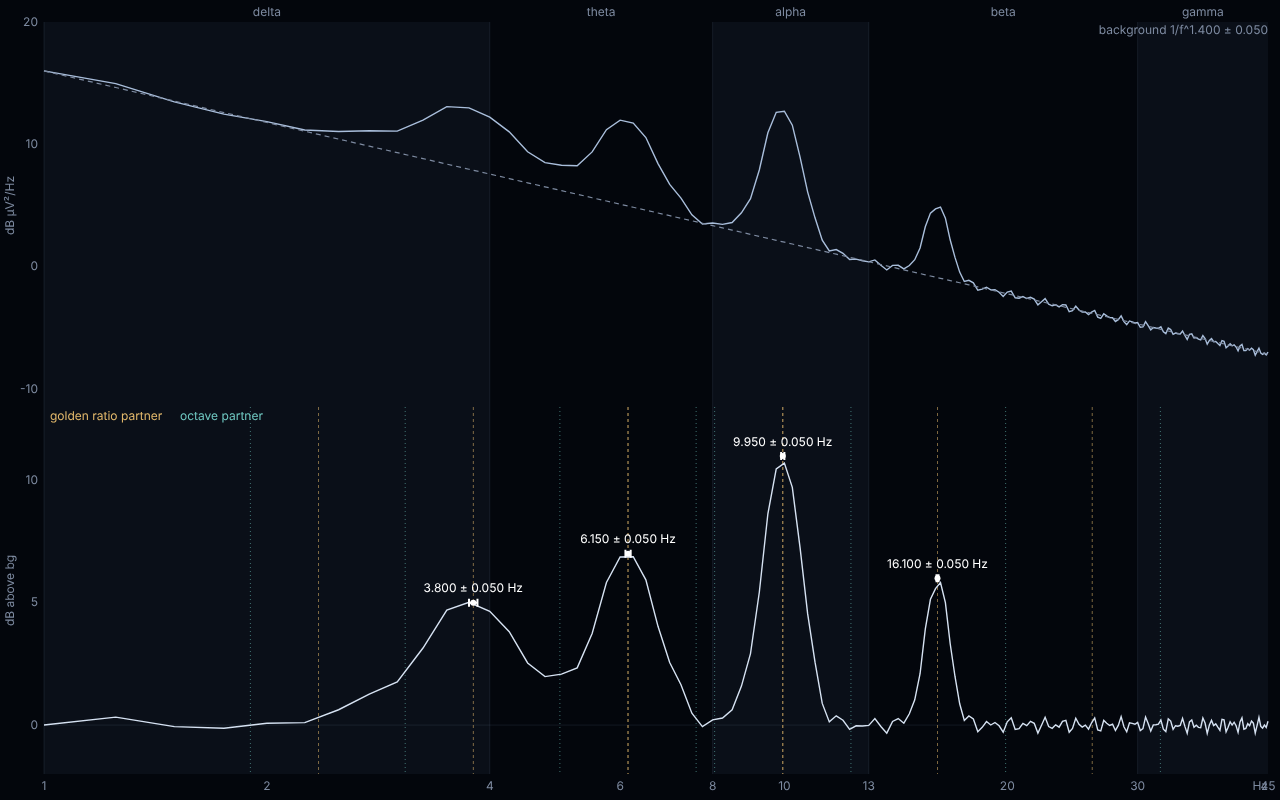 delta theta alpha beta gamma
background 1/f^1.400 ± 0.050
20
10
0
-10
dB µV²/Hz
golden ratio partner octave partner
9.950 ± 0.050 Hz
6.150 ± 0.050 Hz
16.100 ± 0.050 Hz
3.800 ± 0.050 Hz
10
5
0
dB above bg
1 2 4 6 8 10 13 20 30 Hz 45